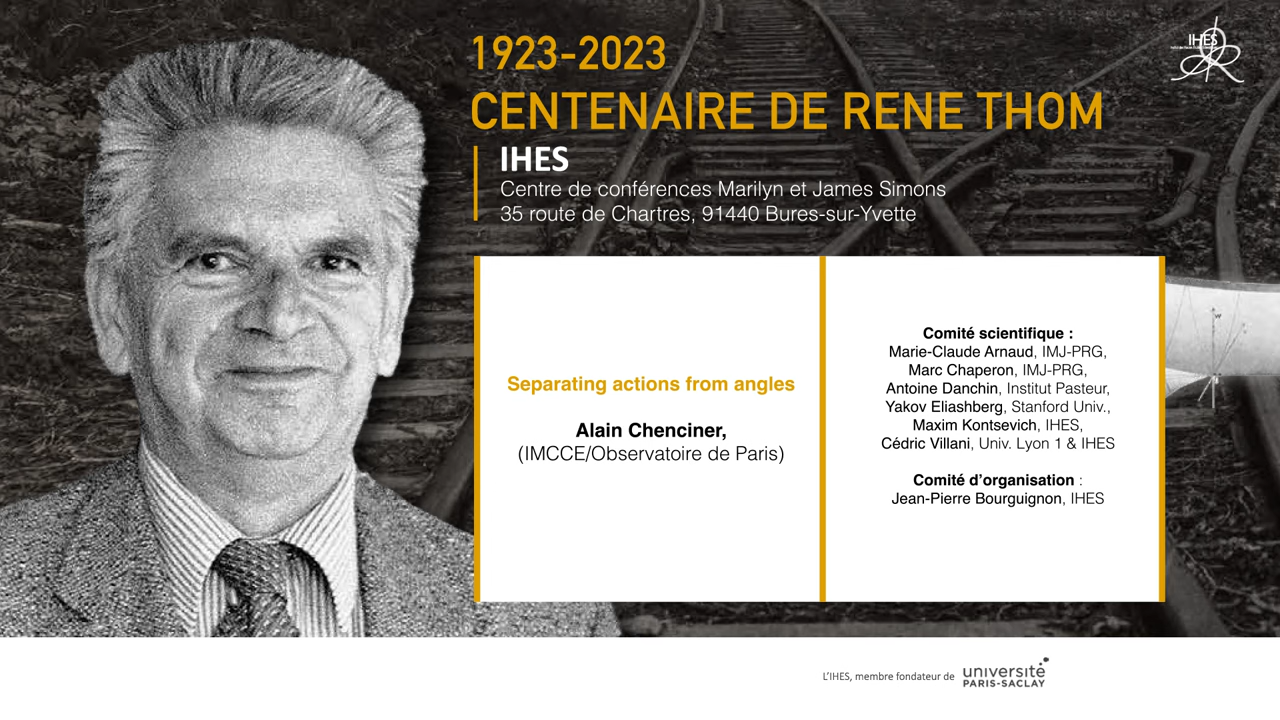 1923-2023
CENTENAIRE DE RENE THOM
IHES
IHES
Centre de conférences Marilyn et James Simons
35 route de Chartres, 91440 Bures-sur-Yvette
Separating actions from angles
Alain Chenciner,
(IMCCE/Observatoire de Paris)
Comité scientifique :
Marie-Claude Arnaud, IMJ-PRG,
Marc Chaperon, IMJ-PRG,
Antoine Danchin, Institut Pasteur,
Yakov Eliashberg, Stanford Univ.,
Maxim Kontsevich, IHES,
Cédric Villani, Univ. Lyon 1 & IHES
Comité d'organisation :
Jean-Pierre Bourguignon, IHES
L'IHES, membre fondateur de
université
PARIS-SACLAY